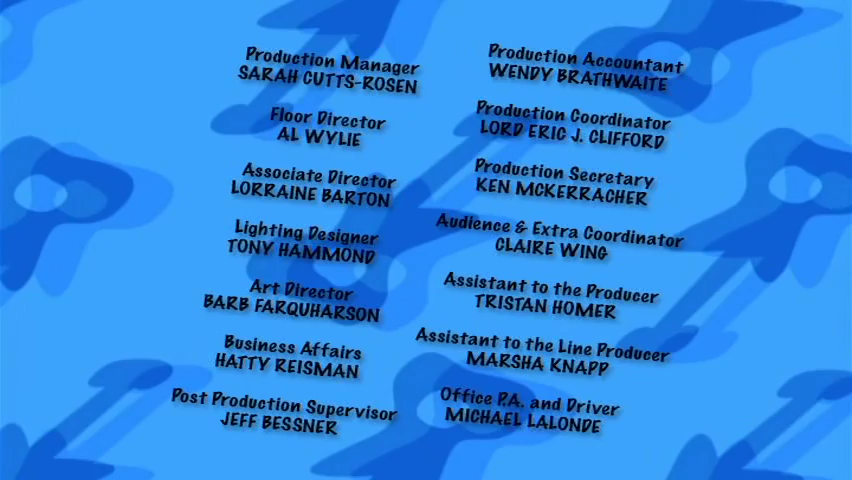 Production Manager
SARAH CUTTS-ROSEN
Floor Director
AL WYLIE
Associate Director
LORRAINE BARTON
Lighting Designer
TONY HAMMOND
Art Director
BARB FARQUHARSON
Business Affairs
HATTY REISMAN
Post Production Supervisor
JEFF BESSNER
Production Accountant
WENDY BRATHWAITE
Production Coordinator
LORD ERIC J. CLIFFORD
Production Secretary
KEN MCKERRACHER
Audience & Extra Coordinator
CLAIRE WING
Assistant to the Producer
TRISTAN HOMER
Assistant to the Line Producer
MARSHA KNAPP
Office P.A. and Driver
MICHAEL LALONDE